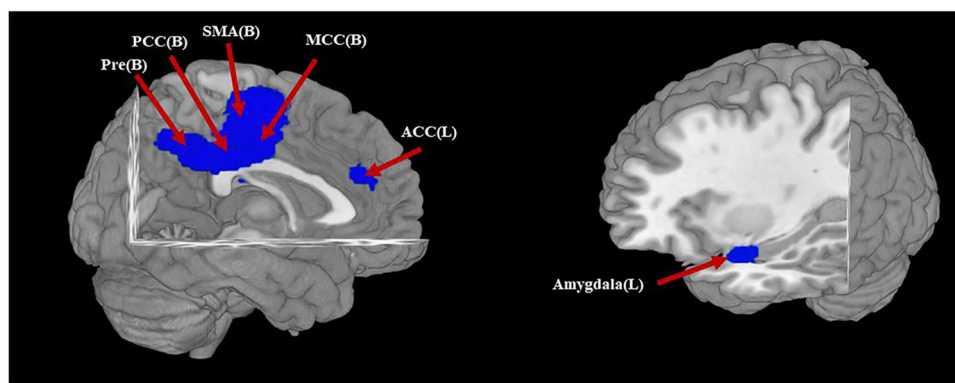 SMA(B)
PCC(B)
MCC(B)
Pre(B)
ACC(L)
Amygdala(L)